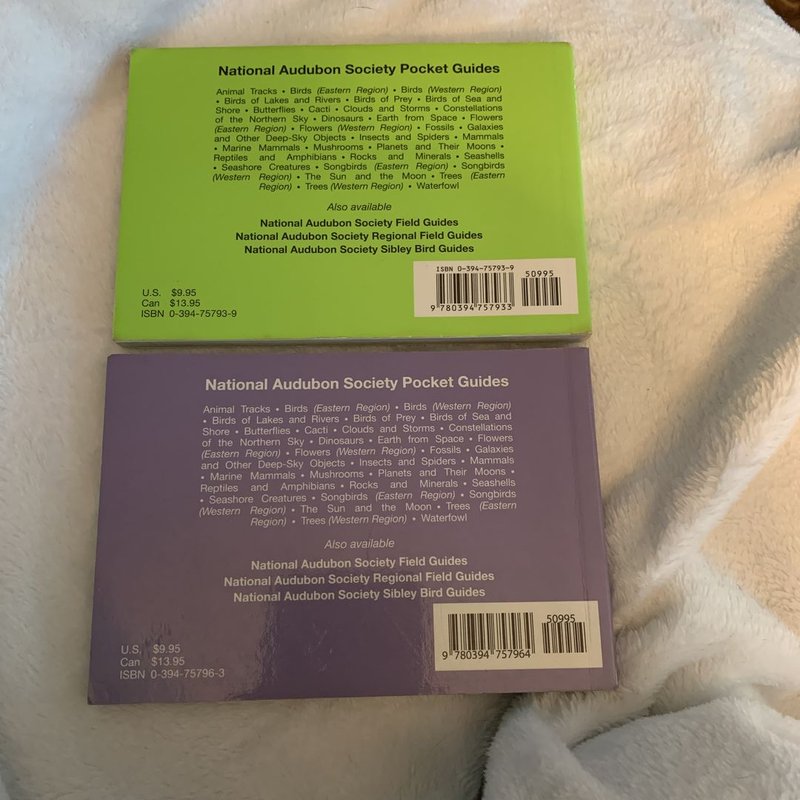 National Audubon Society Pocket Guides
Animal Tracks • Birds (Eastern Region) • Birds (Western Region)
• Birds of Lakes and Rivers • Birds of Prey • Birds of Sea and
Shore • Butterflies • Cacti • Clouds and Storms • Constellations
of the Northern Sky • Dinosaurs • Earth from Space • Flowers
(Eastern Region) • Flowers (Western Region) • Fossils • Galaxies
and Other Deep-Sky Objects • Insects and Spiders • Mammals
• Marine Mammals • Mushrooms • Planets and Their Moons •
Reptiles and Amphibians • Rocks and Minerals • Seashells
• Seashore Creatures • Songbirds (Eastern Region) • Songbirds
(Western Region) • The Sun and the Moon • Trees (Eastern
Region) • Trees (Western Region) • Waterfowl
Also available
National Audubon Society Field Guides
National Audubon Society Regional Field Guides
National Audubon Society Sibley Bird Guides
ISBN 0-394-75793-9
50995
9 780394 757933
U.S. $9.95
Can $13.95
ISBN 0-394-75793-9
National Audubon Society Pocket Guides
Animal Tracks • Birds (Eastern Region) • Birds (Western Region)
• Birds of Lakes and Rivers • Birds of Prey • Birds of Sea and
Shore • Butterflies • Cacti • Clouds and Storms • Constellations
of the Northern Sky • Dinosaurs • Earth from Space • Flowers
(Eastern Region) • Flowers (Western Region) • Fossils • Galaxies
and Other Deep-Sky Objects • Insects and Spiders • Mammals
• Marine Mammals • Mushrooms • Planets and Their Moons •
Reptiles and Amphibians • Rocks and Minerals • Seashells
• Seashore Creatures • Songbirds (Eastern Region) • Songbirds
(Western Region) • The Sun and the Moon • Trees (Eastern
Region) • Trees (Western Region) • Waterfowl
Also available
National Audubon Society Field Guides
National Audubon Society Regional Field Guides
National Audubon Society Sibley Bird Guides
50995
9 780394 757964
U.S. $9.95
Can $13.95
ISBN 0-394-75796-3